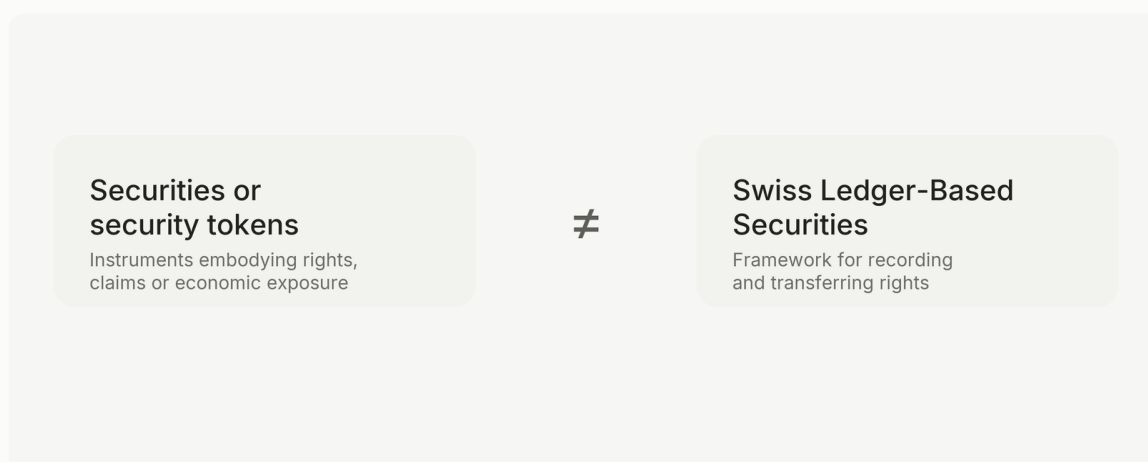 Securities or
security tokens
Instruments embodying rights,
claims or economic exposure
≠
Swiss Ledger-Based
Securities
Framework for recording
and transferring rights